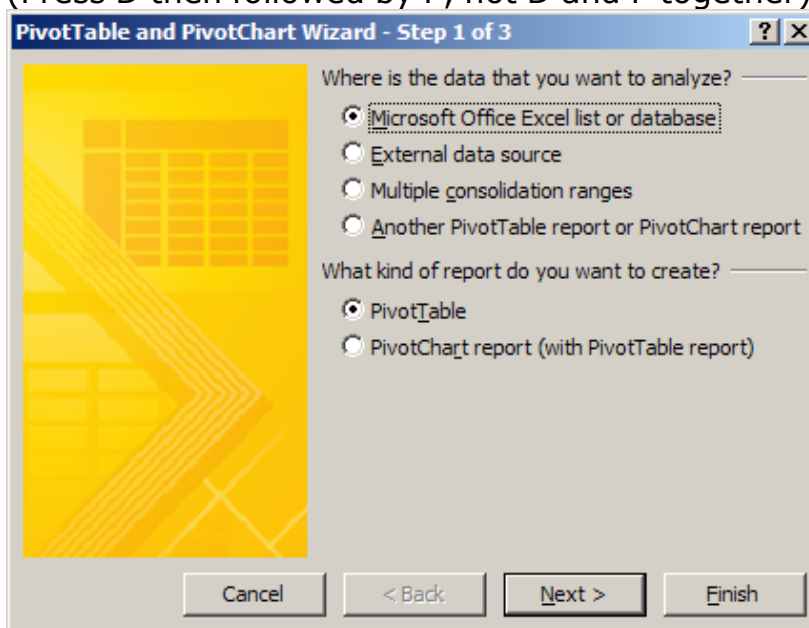 (Press D then followed by P, not D and P together)
PivotTable and PivotChart Wizard - Step 1 of 3
Where is the data that you want to analyze?
Microsoft Office Excel list or database
External data source
Multiple consolidation ranges
Another PivotTable report or PivotChart report
What kind of report do you want to create?
PivotTable
PivotChart report (with PivotTable report)
Cancel
< Back
Next >
Finish